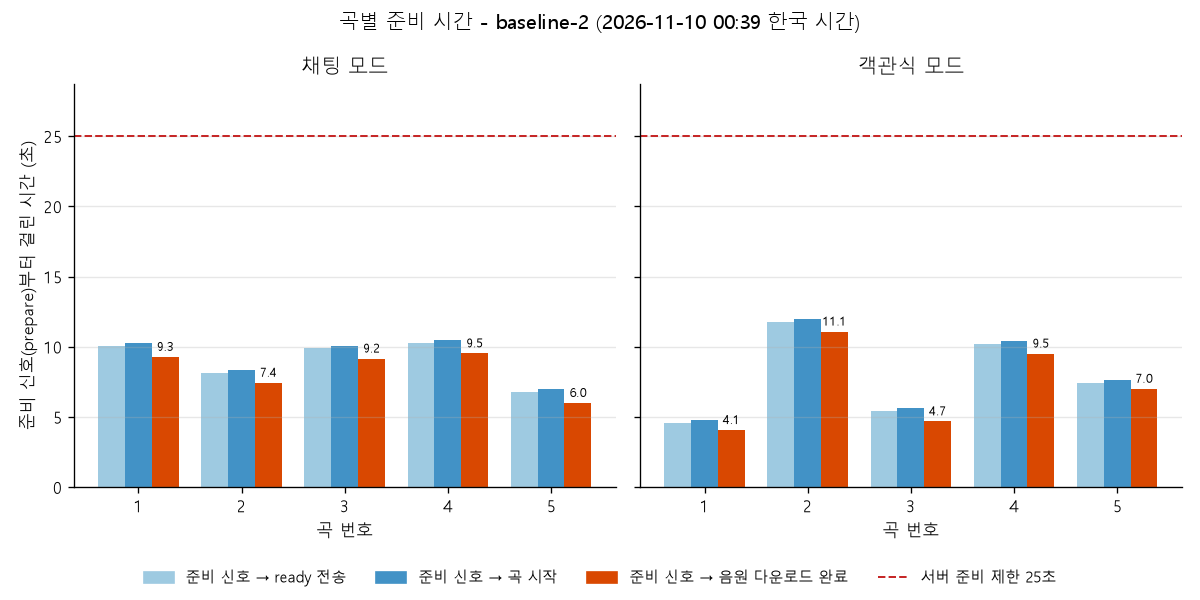 곡별 준비 시간 - baseline-2 (2026-11-10 00:39 한국 시간)
채팅 모드
객관식 모드
준비 신호(prepare)부터 걸린 시간 (초)
25
20
15
10
5
0
9.3
7.4
9.2
9.5
6.0
4.1
11.1
4.7
9.5
7.0
1 2 3 4 5
1 2 3 4 5
곡 번호
곡 번호
준비 신호 → ready 전송
준비 신호 → 곡 시작
준비 신호 → 음원 다운로드 완료
서버 준비 제한 25초